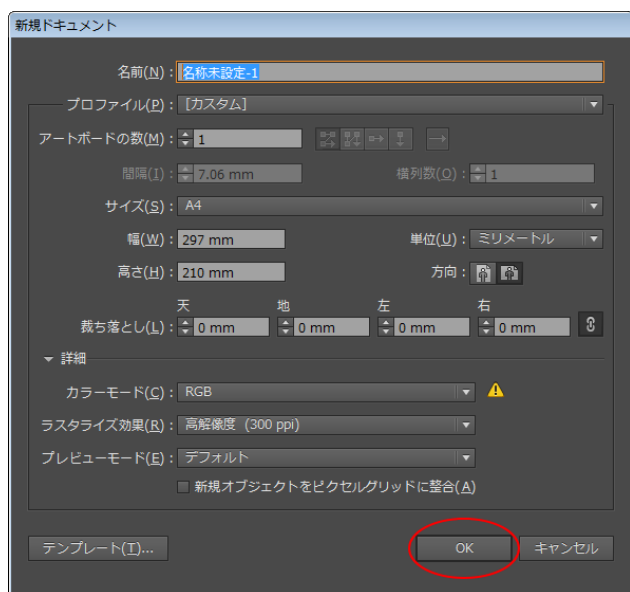 新規ドキュメント
名前(N)：名称未設定-1
プロファイル(P)：[カスタム]
アートボードの数(M)：1
間隔(I)：7.06 mm 横列数(O)：1
サイズ(S)：A4
幅(W)：297 mm 単位(U)：ミリメートル
高さ(H)：210 mm 方向：
天 地 左 右
裁ち落とし(L)：0 mm 0 mm 0 mm 0 mm
詳細
カラーモード(C)：RGB
ラスタライズ効果(R)：高解像度 (300 ppi)
プレビューモード(E)：デフォルト
新規オブジェクトをピクセルグリッドに整合(A)
テンプレート(T)... OK キャンセル